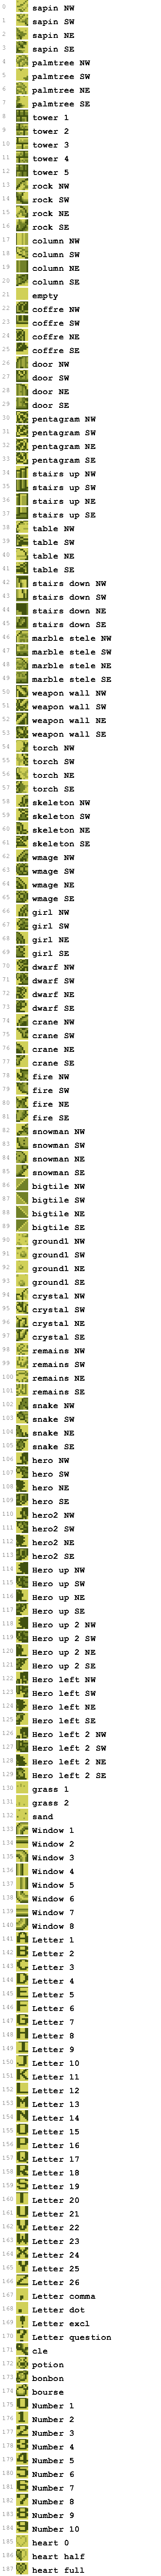 0 sapin NW
1 sapin SW
2 sapin NE
3 sapin SE
4 palmtree NW
5 palmtree SW
6 palmtree NE
7 palmtree SE
8 tower 1
9 tower 2
10 tower 3
11 tower 4
12 tower 5
13 rock NW
14 rock SW
15 rock NE
16 rock SE
17 column NW
18 column SW
19 column NE
20 column SE
21 empty
22 coffre NW
23 coffre SW
24 coffre NE
25 coffre SE
26 door NW
27 door SW
28 door NE
29 door SE
30 pentagram NW
31 pentagram SW
32 pentagram NE
33 pentagram SE
34 stairs up NW
35 stairs up SW
36 stairs up NE
37 stairs up SE
38 table NW
39 table SW
40 table NE
41 table SE
42 stairs down NW
43 stairs down SW
44 stairs down NE
45 stairs down SE
46 marble stele NW
47 marble stele SW
48 marble stele NE
49 marble stele SE
50 weapon wall NW
51 weapon wall SW
52 weapon wall NE
53 weapon wall SE
54 torch NW
55 torch SW
56 torch NE
57 torch SE
58 skeleton NW
59 skeleton SW
60 skeleton NE
61 skeleton SE
62 wmage NW
63 wmage SW
64 wmage NE
65 wmage SE
66 girl NW
67 girl SW
68 girl NE
69 girl SE
70 dwarf NW
71 dwarf SW
72 dwarf NE
73 dwarf SE
74 crane NW
75 crane SW
76 crane NE
77 crane SE
78 fire NW
79 fire SW
80 fire NE
81 fire SE
82 snowman NW
83 snowman SW
84 snowman NE
85 snowman SE
86 bigtile NW
87 bigtile SW
88 bigtile NE
89 bigtile SE
90 ground1 NW
91 ground1 SW
92 ground1 NE
93 ground1 SE
94 crystal NW
95 crystal SW
96 crystal NE
97 crystal SE
98 remains NW
99 remains SW
100 remains NE
101 remains SE
102 snake NW
103 snake SW
104 snake NE
105 snake SE
106 hero NW
107 hero SW
108 hero NE
109 hero SE
110 hero2 NW
111 hero2 SW
112 hero2 NE
113 hero2 SE
114 Hero up NW
115 Hero up SW
116 Hero up NE
117 Hero up SE
118 Hero up 2 NW
119 Hero up 2 SW
120 Hero up 2 NE
121 Hero up 2 SE
122 Hero left NW
123 Hero left SW
124 Hero left NE
125 Hero left SE
126 Hero left 2 NW
127 Hero left 2 SW
128 Hero left 2 NE
129 Hero left 2 SE
130 grass 1
131 grass 2
132 sand
133 Window 1
134 Window 2
135 Window 3
136 Window 4
137 Window 5
138 Window 6
139 Window 7
140 Window 8
141 A Letter 1
142 B Letter 2
143 C Letter 3
144 D Letter 4
145 E Letter 5
146 F Letter 6
147 G Letter 7
148 H Letter 8
149 I Letter 9
150 J Letter 10
151 K Letter 11
152 L Letter 12
153 M Letter 13
154 N Letter 14
155 O Letter 15
156 P Letter 16
157 Q Letter 17
158 R Letter 18
159 S Letter 19
160 T Letter 20
161 U Letter 21
162 V Letter 22
163 W Letter 23
164 X Letter 24
165 Y Letter 25
166 Z Letter 26
167 , Letter comma
168 . Letter dot
169 ! Letter excl
170 ? Letter question
171 cle
172 potion
173 bonbon
174 bourse
175 0 Number 1
176 1 Number 2
177 2 Number 3
178 3 Number 4
179 4 Number 5
180 5 Number 6
181 6 Number 7
182 7 Number 8
183 8 Number 9
184 9 Number 10
185 heart 0
186 heart half
187 heart full